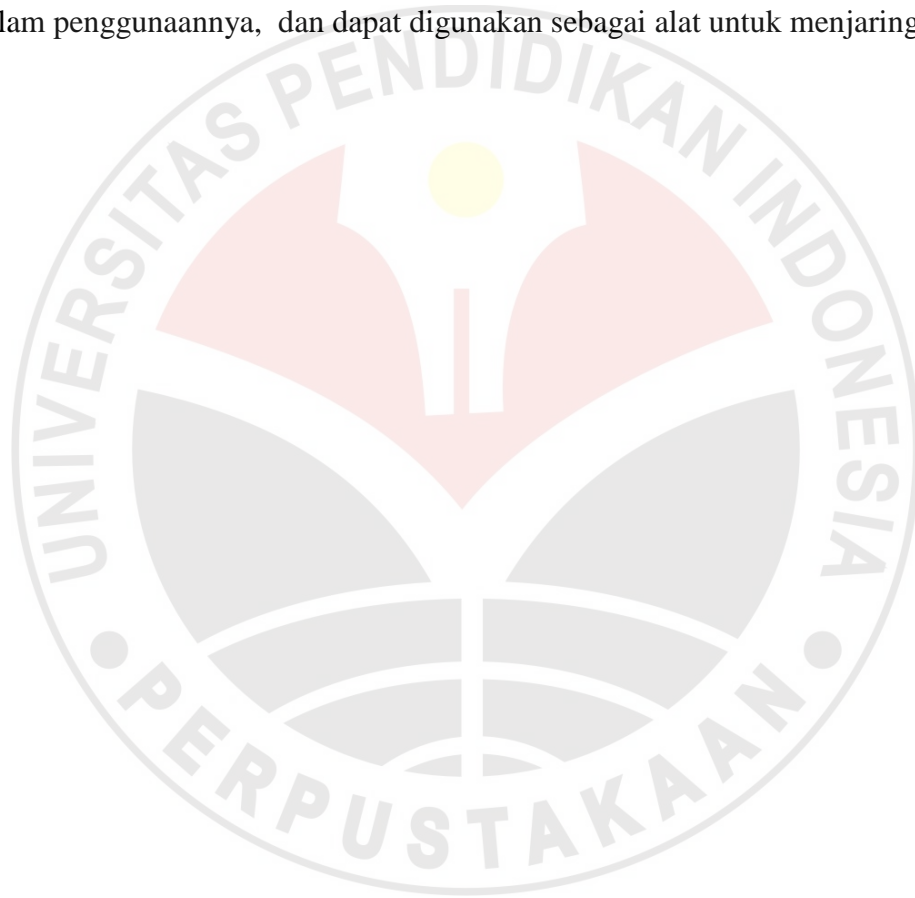 lam penggunaannya, dan dapat digunakan sebagai alat untuk menjaring
UNIVERSITAS PENDIDIKAN INDONESIA
PERPUSTAKAAN